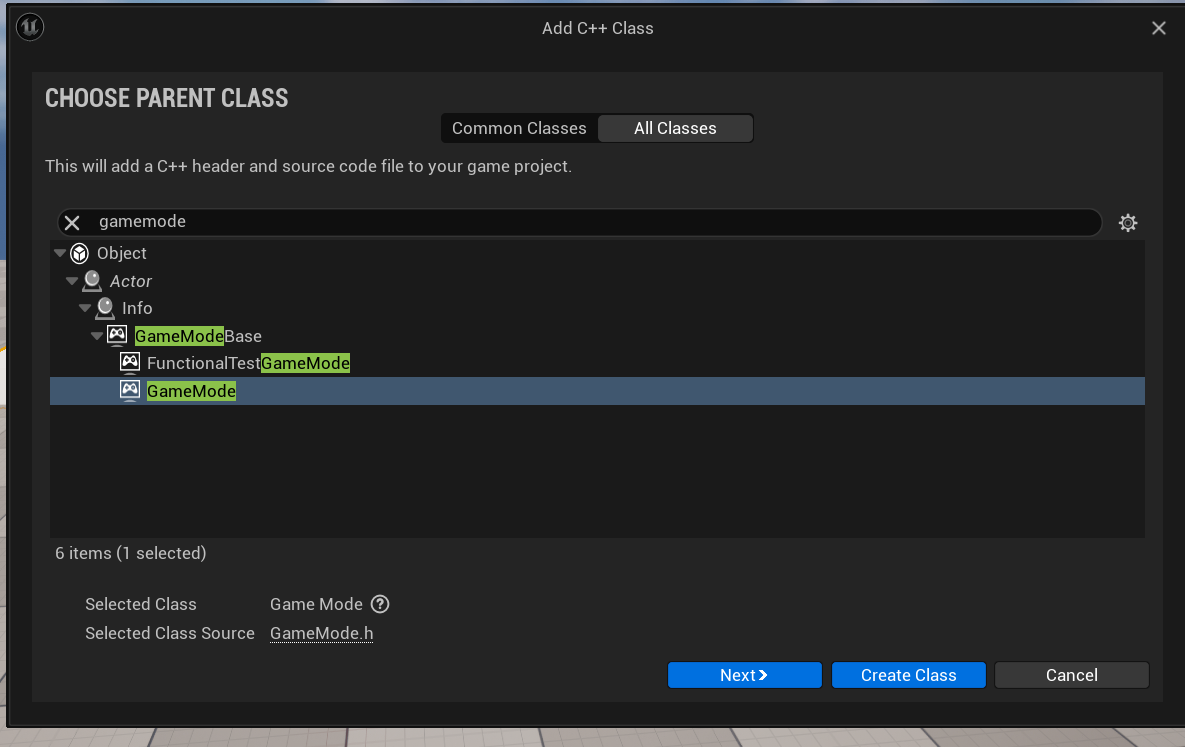 Add C++ Class
CHOOSE PARENT CLASS
Common Classes All Classes
This will add a C++ header and source code file to your game project.
gamemode
Object
Actor
Info
GameModeBase
FunctionalTestGameMode
GameMode
6 items (1 selected)
Selected Class Game Mode ?
Selected Class Source GameMode.h
Next Create Class Cancel